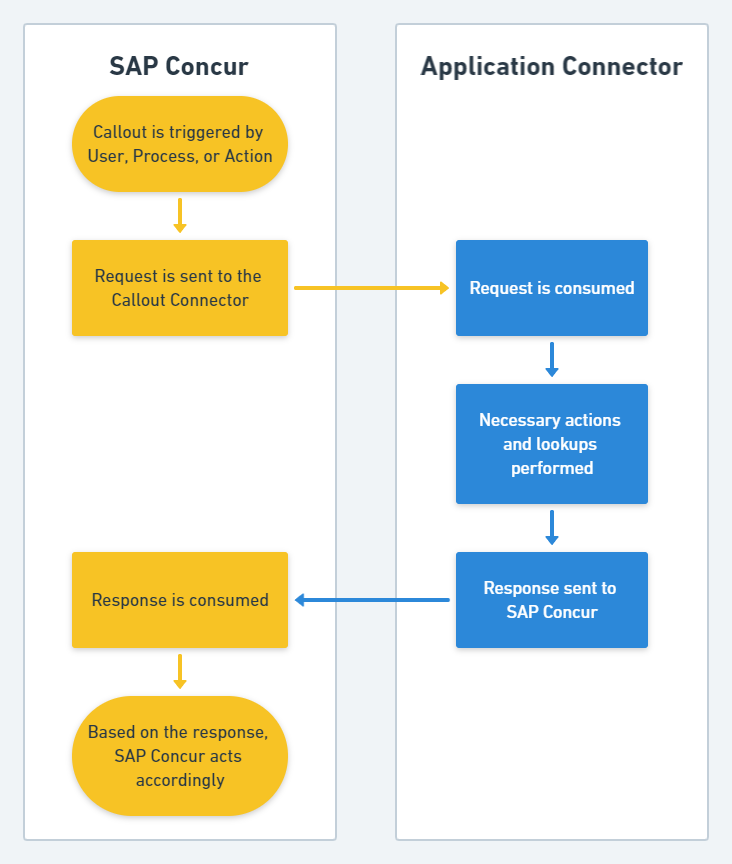 SAP Concur
Application Connector
Callout is triggered by
User, Process, or Action
Request is sent to the
Callout Connector
Request is consumed
Necessary actions
and lookups
performed
Response sent to
SAP Concur
Response is consumed
Based on the response,
SAP Concur acts
accordingly